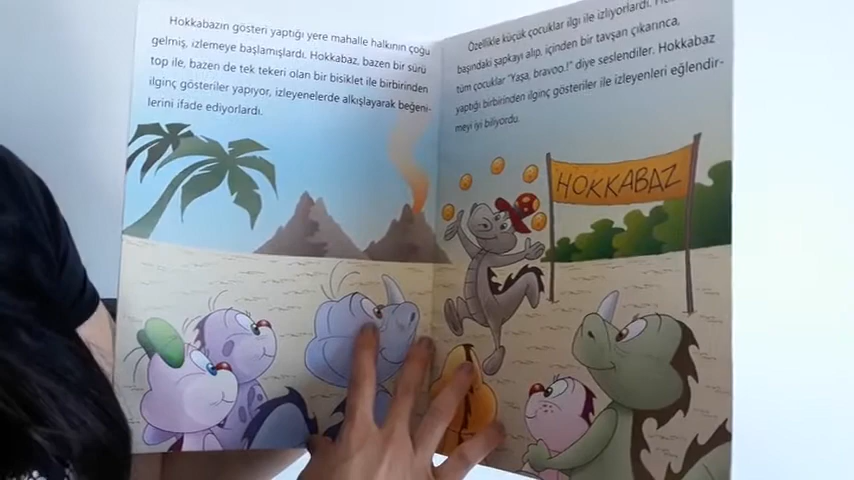 Hokkabazın gösteri yaptığı yere mahalle halkının çoğu
gelmiş, izlemeye başlamışlardı. Hokkabaz, bazen bir sürü
top ile, bazen de tek tekeri olan bir bisiklet ile birbirinden
ilginç gösteriler yapıyor, izleyenelerde alkışlayarak beğeni-
lerini ifade ediyorlardı.
Özellikle küçük çocuklar ilgi ile izliyorlardı.
başındaki şapkayı alıp, içinden bir tavşan çıkarınca,
tüm çocuklar "Yaşa, bravoo.!" diye seslendiler. Hokkabaz
yaptığı birbirinden ilginç gösteriler ile izleyenleri eğlendir-
meyi iyi biliyordu.
HOKKABAZ